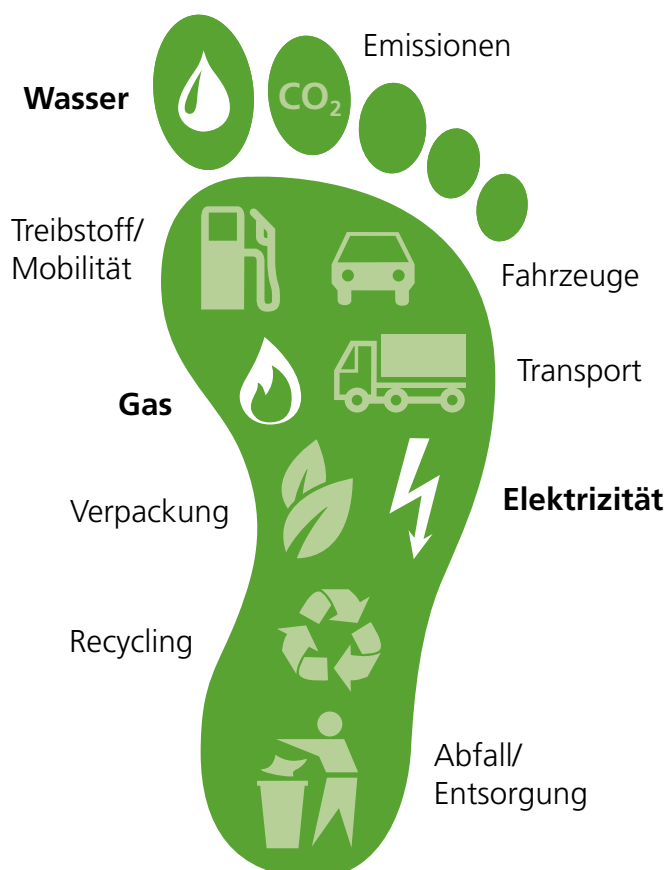 Emissionen
Wasser
CO₂
Treibstoff/
Mobilität
Fahrzeuge
Transport
Gas
Elektrizität
Verpackung
Recycling
Abfall/
Entsorgung